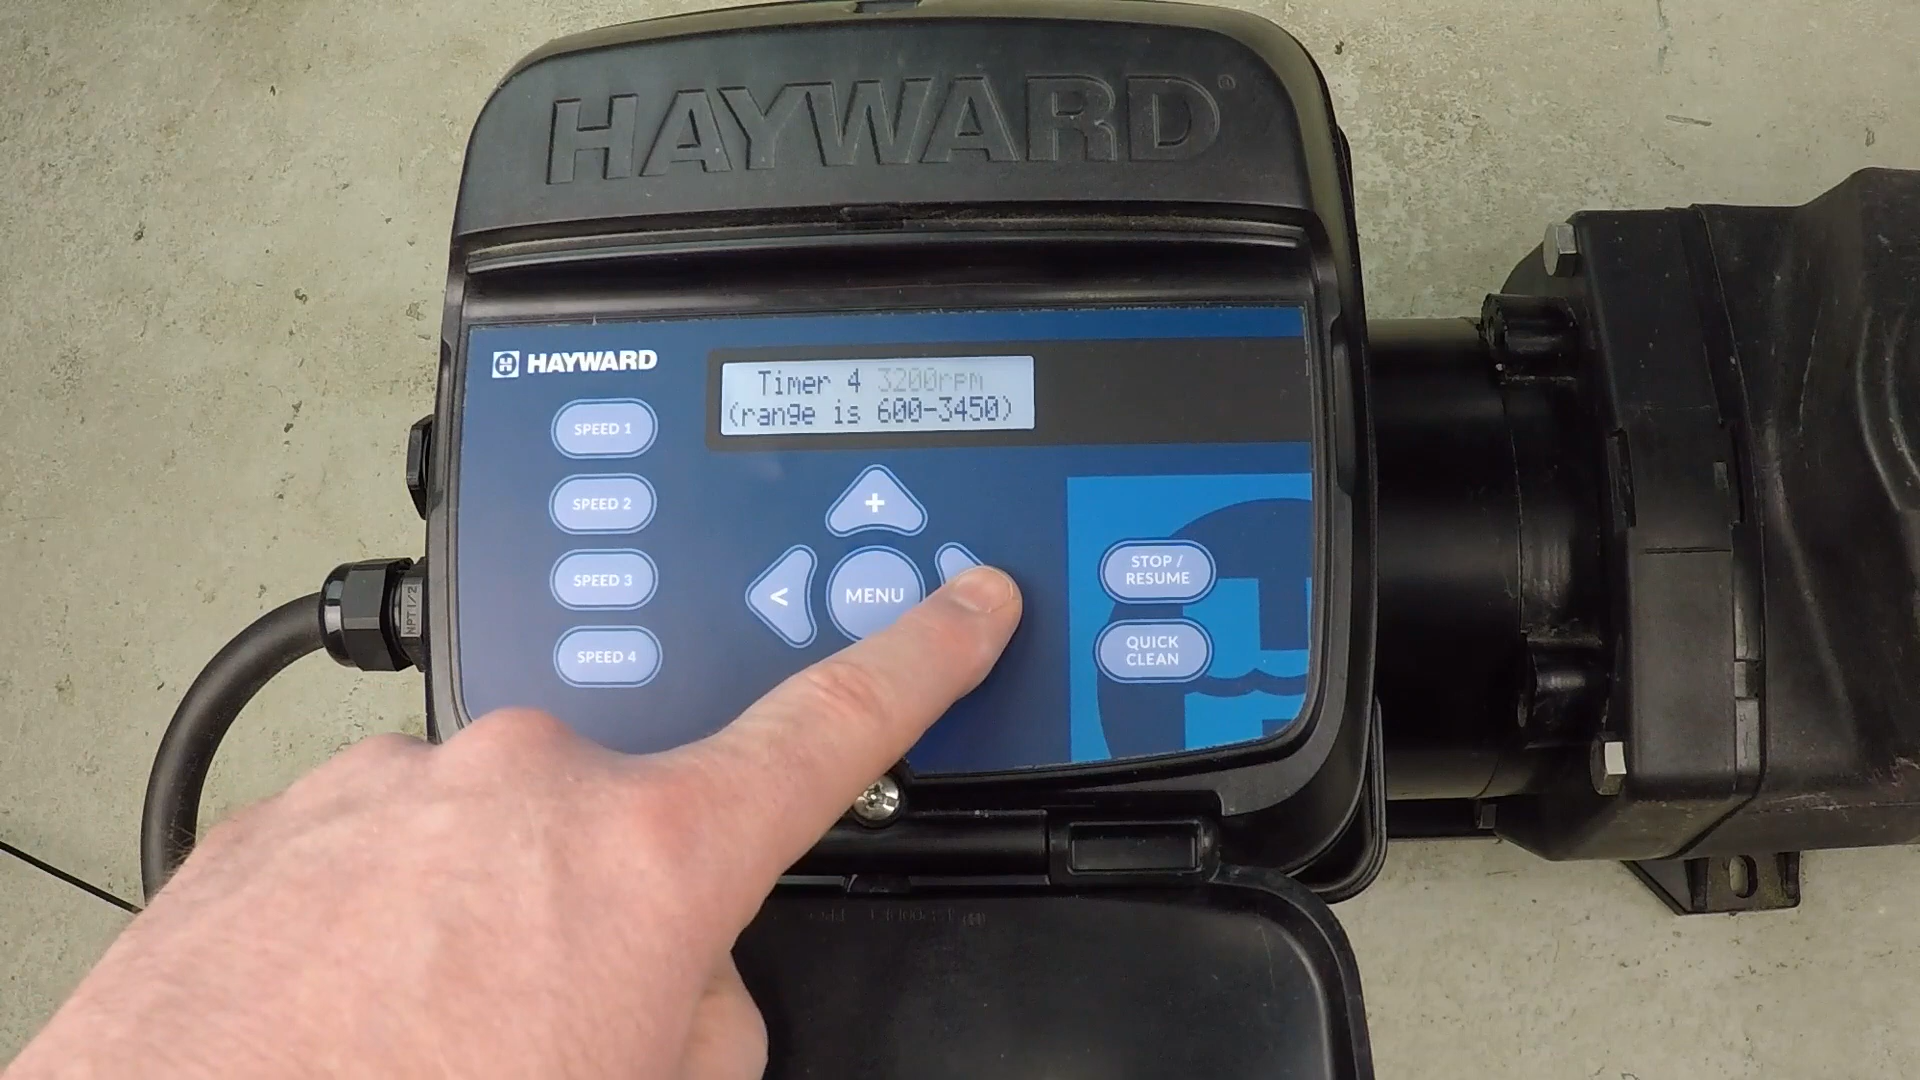 HAYWARD®
HAYWARD
Timer 4 3200rpm
(range is 600-3450)
SPEED 1
SPEED 2
SPEED 3
SPEED 4
+
<
MENU
STOP /
RESUME
QUICK
CLEAN
NPT1/2